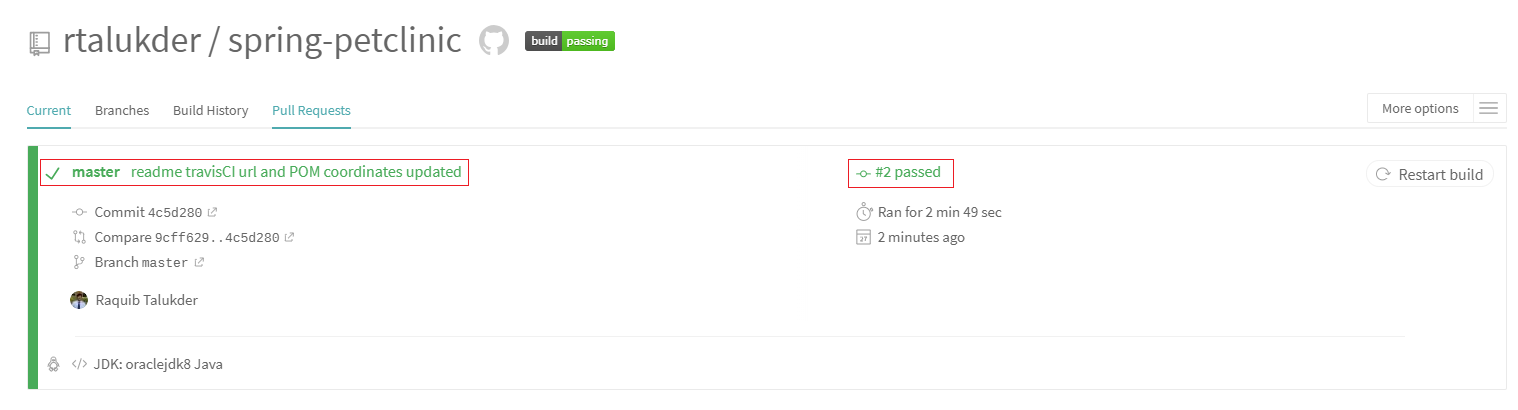 rtalukder / spring-petclinic build passing
Current Branches Build History Pull Requests More options
master readme travisCI url and POM coordinates updated #2 passed Restart build
Commit 4c5d280 Ran for 2 min 49 sec
Compare 9cff629..4c5d280 2 minutes ago
Branch master
Raquib Talukder
</> JDK: oraclejdk8 Java